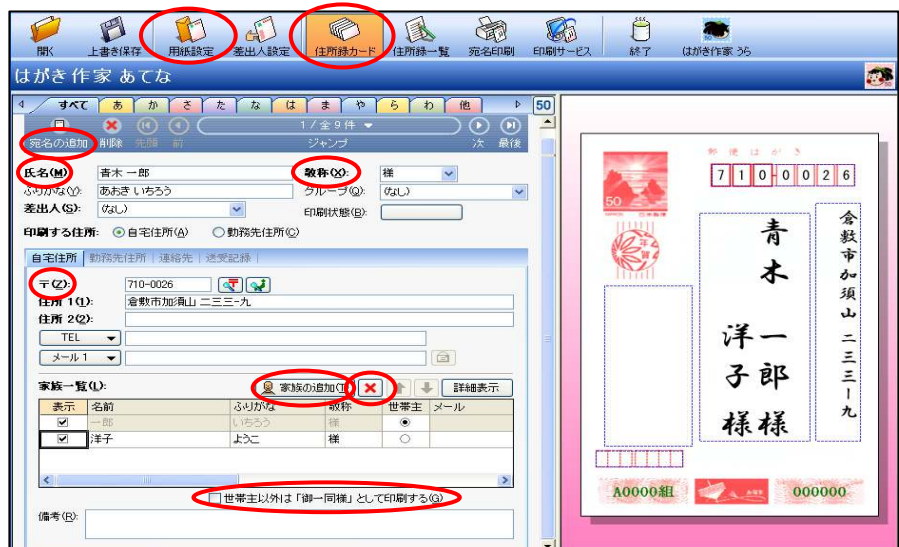 開く 上書き保存 用紙設定 差出人設定 住所録カード 住所録一覧 宛名印刷 印刷サービス 終了 はがき作家 うら
はがき作家 あてな
すべて あ か さ た な は ま や ら わ 他 50
宛名の追加 削除 先頭 前 1 / 全 9 件 ジャンプ 次 最後
氏名(M) 青木 一郎 敬称(X): 様
ふりがな(Y): あおき いちろう グループ(Q): (なし)
差出人(S): (なし) 印刷状態(B):
印刷する住所: 自宅住所(A) 勤務先住所(C)
自宅住所 勤務先住所 連絡先 送受記録
〒(Z): 710-0026
住所 1(1): 倉敷市加須山 二三三-九
住所 2(2):
TEL
メール 1
家族一覧(L): 家族の追加(T) 詳細表示
表示 名前 ふりがな 敬称 世帯主 メール
一郎 いちろう 様
洋子 ようこ 様
世帯主以外は「御一同様」として印刷する(G)
備考(R):
郵便はがき
50
7 1 0 0 0 2 6
年賀
倉敷市加須山 二三三ー九
青木 一郎様
洋子様
A0000組 000000